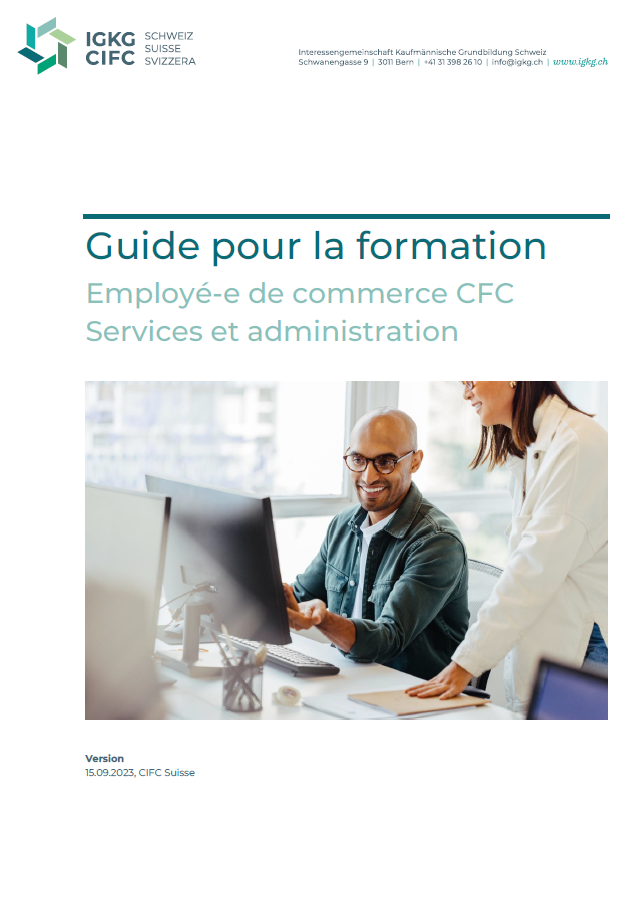 IGKG
CIFC
SCHWEIZ
SUISSE
SVIZZERA
Interessengemeinschaft Kaufmännische Grundbildung Schweiz
Schwanengasse 9 | 3011 Bern | +41 31 398 26 10 | info@igkg.ch | www.igkg.ch
Guide pour la formation
Employé-e de commerce CFC
Services et administration
Version
15.09.2023, CIFC Suisse